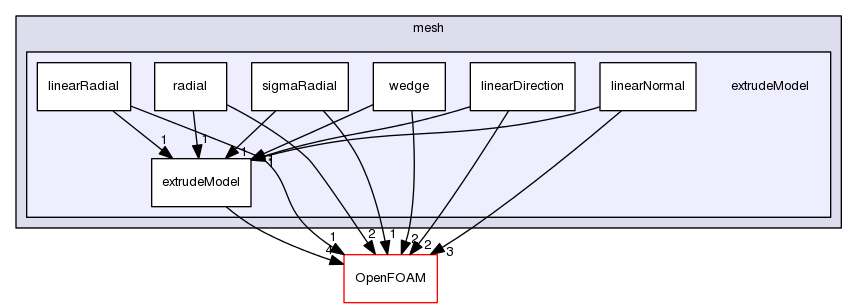 mesh
linearRadial
radial
sigmaRadial
wedge
linearDirection
linearNormal
extrudeModel
1
1
1
1
extrudeModel
1
4
2
1
2
2
3
OpenFOAM